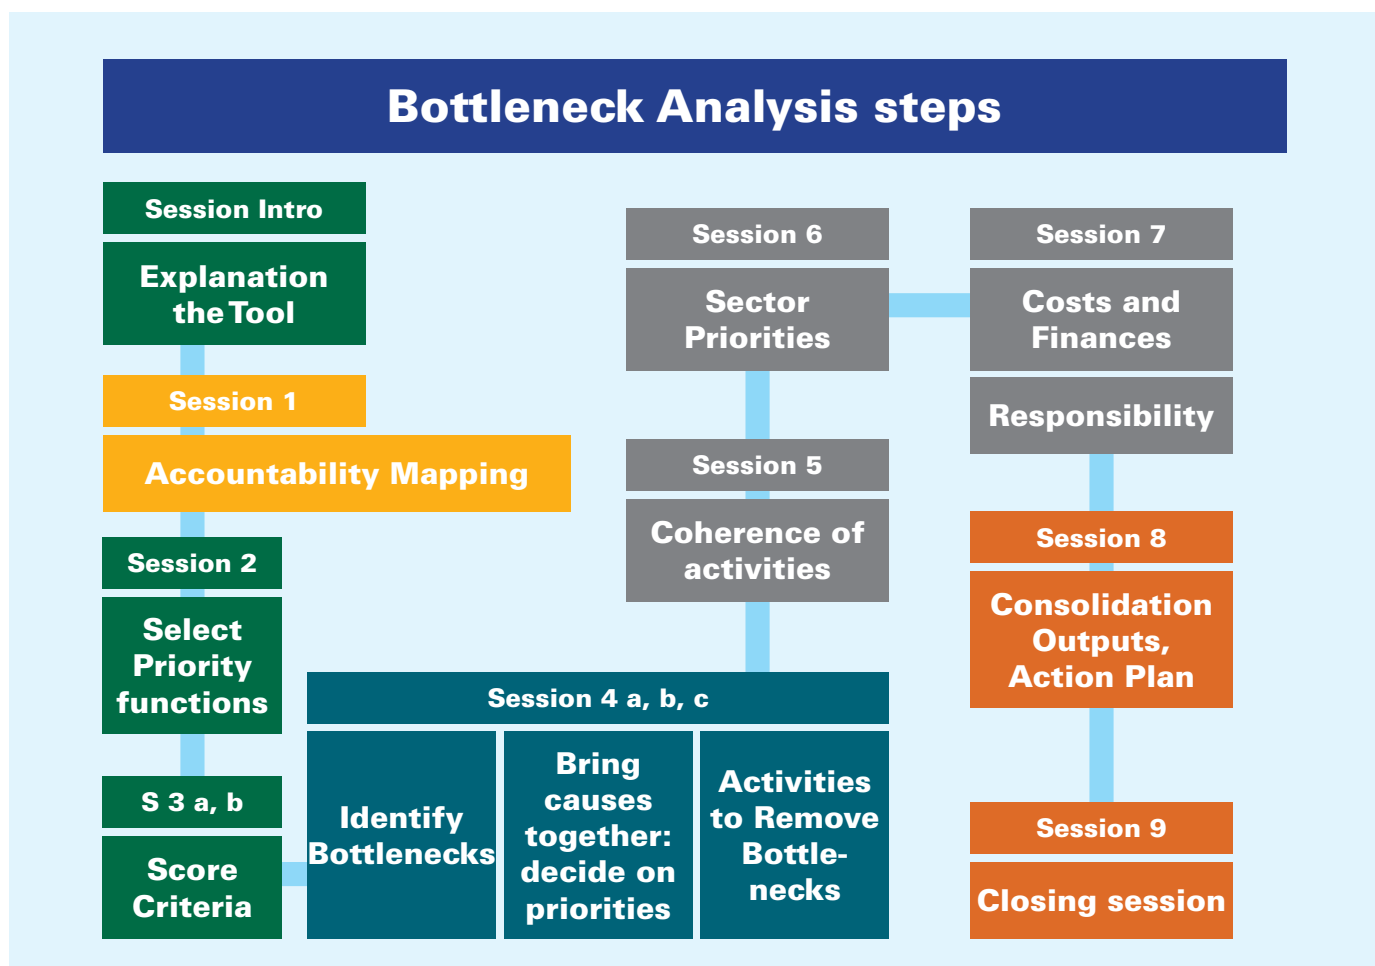 Bottleneck Analysis steps
Session Intro
Explanation
the Tool
Session 1
Accountability Mapping
Session 2
Select
Priority
functions
S 3 a, b
Score
Criteria
Session 4 a, b, c
Identify
Bottlenecks
Bring
causes
together:
decide on
priorities
Activities
to Remove
Bottle-
necks
Session 5
Coherence of
activities
Session 6
Sector
Priorities
Session 7
Costs and
Finances
Responsibility
Session 8
Consolidation
Outputs,
Action Plan
Session 9
Closing session